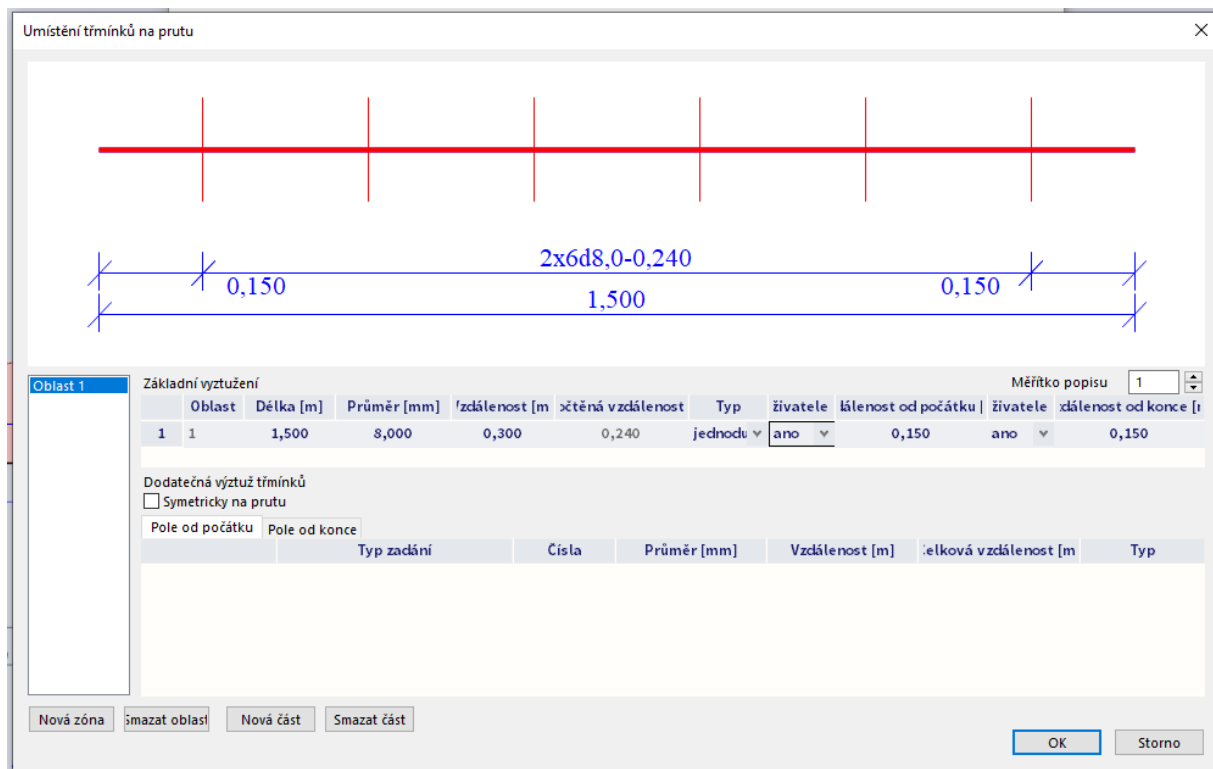 Umístění třmínků na prutu
2x6d8,0-0,240
0,150 0,150
1,500
Oblast 1
Základní vyztužení Měřítko popisu 1
Oblast Délka [m] Průměr [mm] zdálenost [m čtená vzdálenost Typ živatele álenost od počátku živatele dálenost od konce
1 1 1,500 8,000 0,300 0,240 jednodu ano 0,150 ano 0,150
Dodatečná výztuž třmínků
Symetricky na prutu
Pole od počátku Pole od konce
Typ zadání Čísla Průměr [mm] Vzdálenost [m] elková vzdálenost [m Typ
Nová zóna mazat oblast Nová část Smazat část
OK Storno